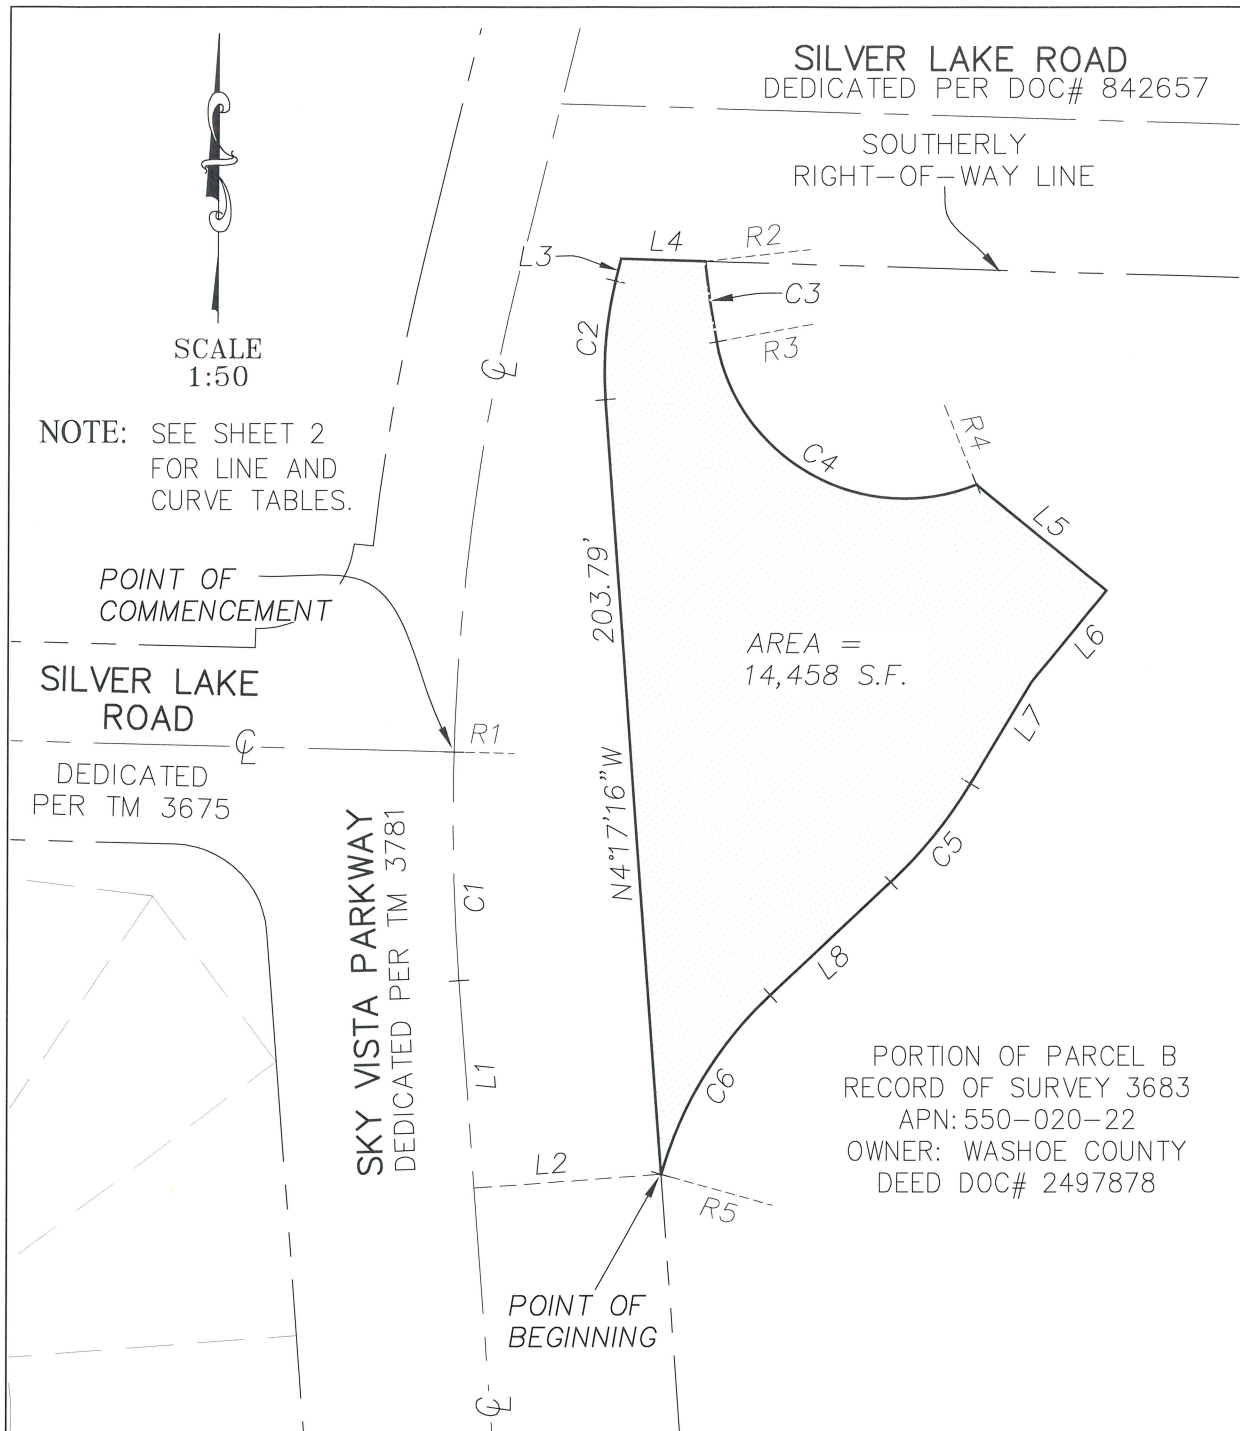 SILVER LAKE ROAD
DEDICATED PER DOC# 842657
SOUTHERLY
RIGHT-OF-WAY LINE
L4
R2
L3
C3
C2
R3
SCALE
1:50
℄
NOTE: SEE SHEET 2
FOR LINE AND
CURVE TABLES.
R4
C4
L5
203.79'
POINT OF
COMMENCEMENT
AREA =
14,458 S.F.
L6
SILVER LAKE
ROAD
℄
R1
L7
DEDICATED
PER TM 3675
N4°17'16"W
SKY VISTA PARKWAY
DEDICATED PER TM 3781
C1
C5
L8
L1
C6
PORTION OF PARCEL B
RECORD OF SURVEY 3683
APN: 550-020-22
OWNER: WASHOE COUNTY
DEED DOC# 2497878
L2
R5
POINT OF
BEGINNING
℄